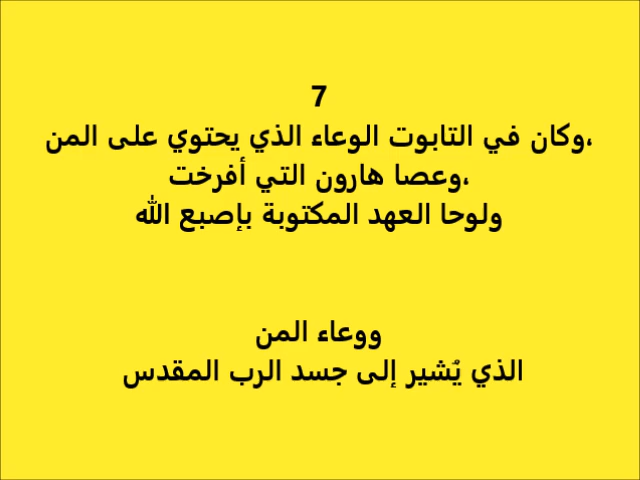 7
،وكان في التابوت الوعاء الذي يحتوي على المن
،وعصا هارون التي أفرخت
ولوحا العهد المكتوبة بإصبع الله
ووعاء المن
الذي يُشير إلى جسد الرب المقدس